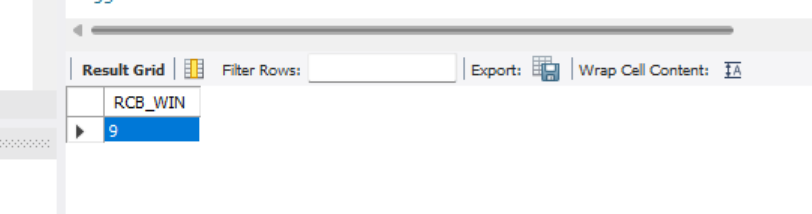 Result Grid Filter Rows: Export: Wrap Cell Content:
RCB_WIN
9